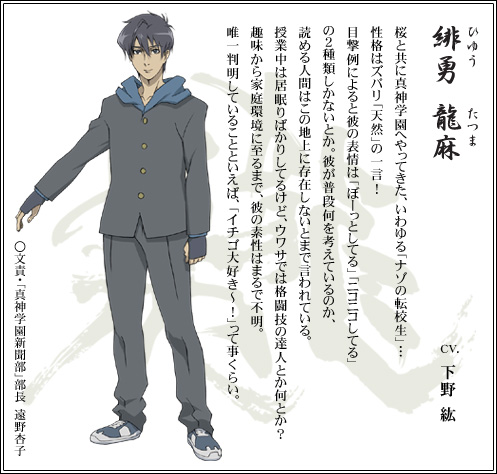 ひゆう　たつま
緋勇　龍麻
CV.下野 紘
桜と共に真神学園へやってきた、いわゆる「ナゾの転校生」…
性格はズバリ「天然」の一言！
目撃例によると彼の表情は「ぼーっとしてる」「ニコニコしてる」
の２種類しかないとか。彼が普段何を考えているのか、
読める人間はこの地上に存在しないとまで言われている。
授業中は居眠りばかりしてるけど、ウワサでは格闘技の達人とか何とか？
趣味から家庭環境に至るまで、彼の素性はまるで不明。
唯一判明していることといえば、「イチゴ大好き～！」って事くらい。
○文責・「真神学園新聞部」部長 遠野杏子